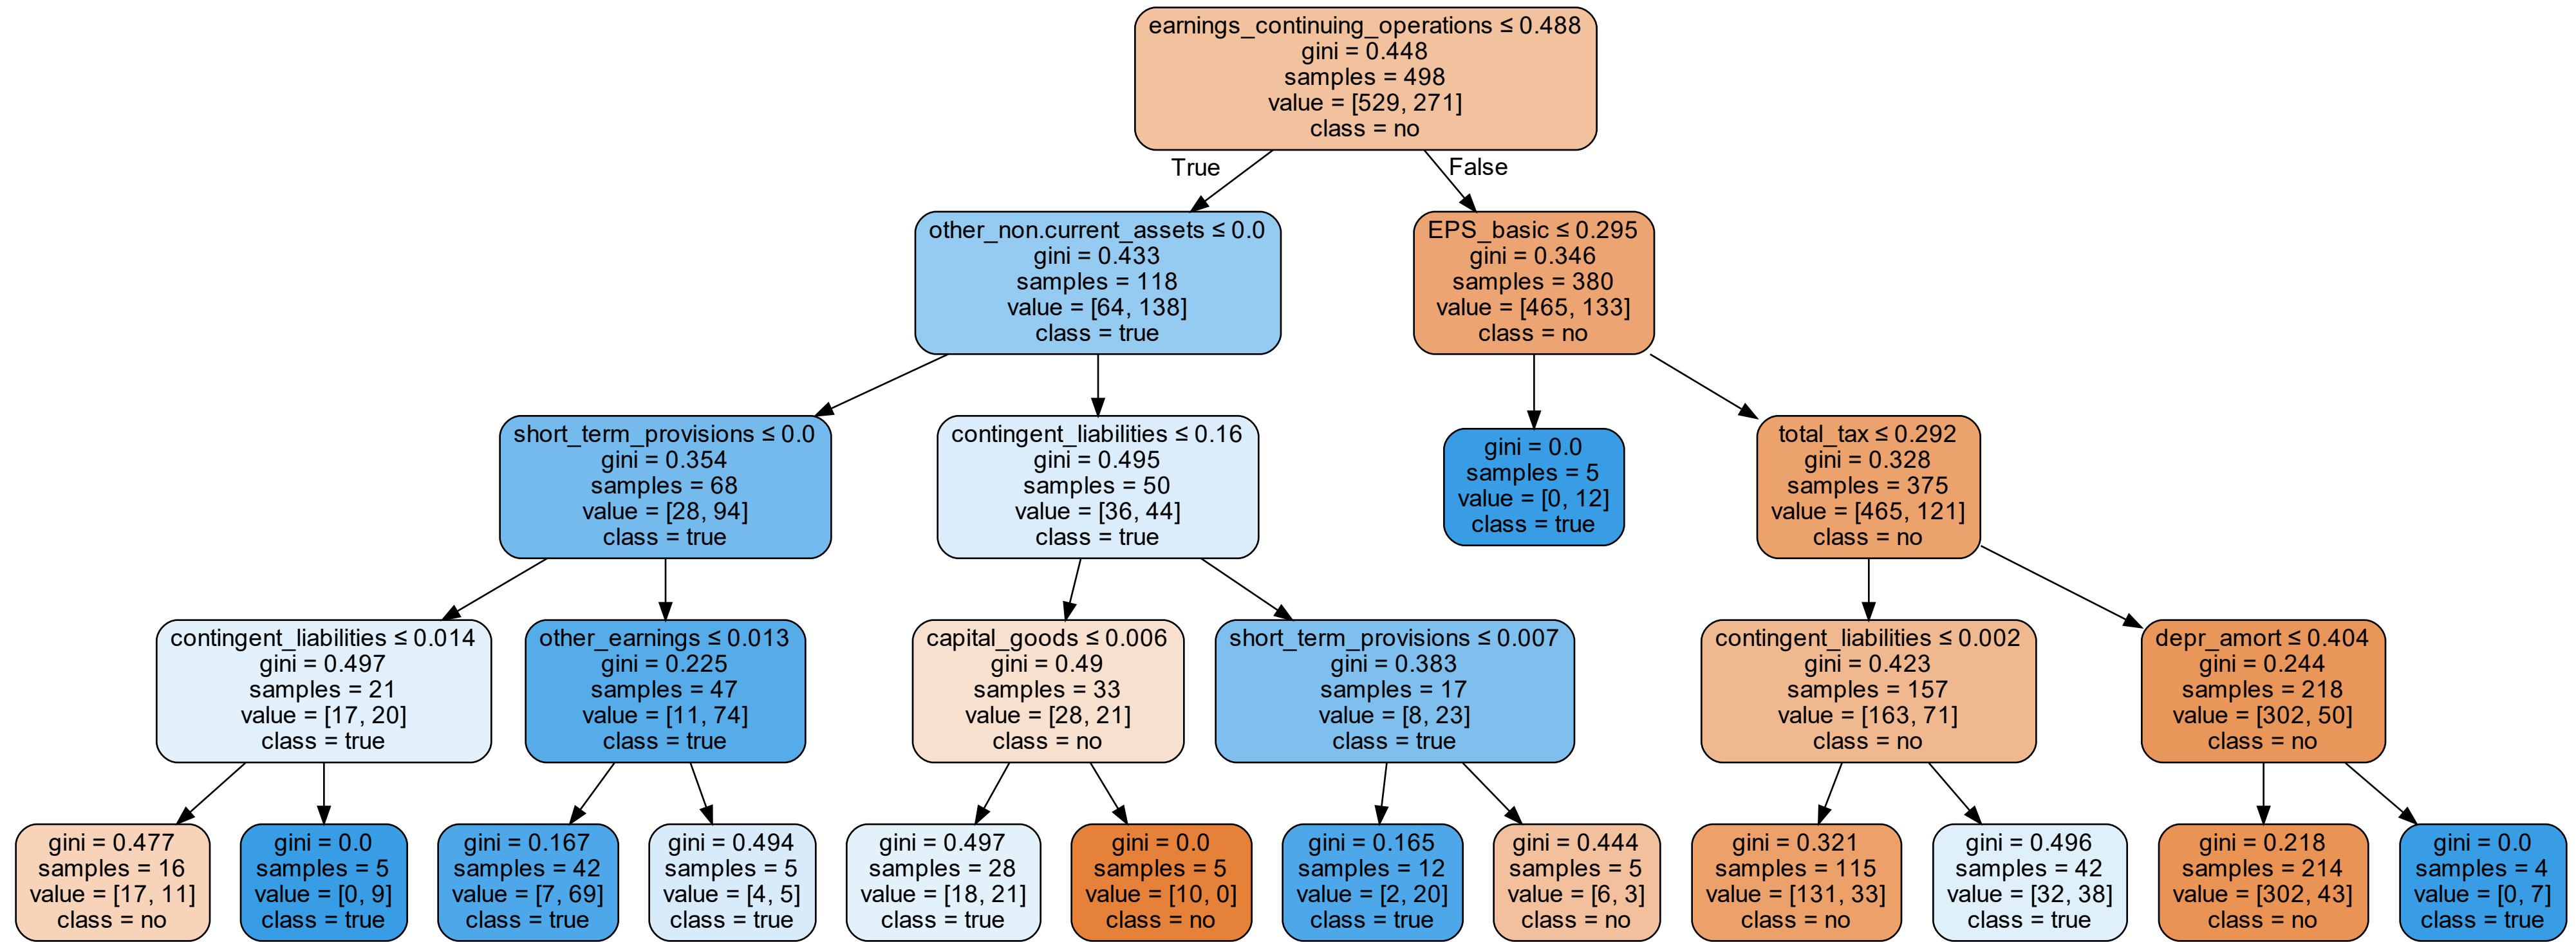 earnings_continuing_operations ≤ 0.488
gini = 0.448
samples = 498
value = [529, 271]
class = no
True
False
other_non.current_assets ≤ 0.0
gini = 0.433
samples = 118
value = [64, 138]
class = true
EPS_basic ≤ 0.295
gini = 0.346
samples = 380
value = [465, 133]
class = no
short_term_provisions ≤ 0.0
gini = 0.354
samples = 68
value = [28, 94]
class = true
contingent_liabilities ≤ 0.16
gini = 0.495
samples = 50
value = [36, 44]
class = true
gini = 0.0
samples = 5
value = [0, 12]
class = true
total_tax ≤ 0.292
gini = 0.328
samples = 375
value = [465, 121]
class = no
contingent_liabilities ≤ 0.014
gini = 0.497
samples = 21
value = [17, 20]
class = true
other_earnings ≤ 0.013
gini = 0.225
samples = 47
value = [11, 74]
class = true
capital_goods ≤ 0.006
gini = 0.49
samples = 33
value = [28, 21]
class = no
short_term_provisions ≤ 0.007
gini = 0.383
samples = 17
value = [8, 23]
class = true
contingent_liabilities ≤ 0.002
gini = 0.423
samples = 157
value = [163, 71]
class = no
depr_amort ≤ 0.404
gini = 0.244
samples = 218
value = [302, 50]
class = no
gini = 0.477
samples = 16
value = [17, 11]
class = no
gini = 0.0
samples = 5
value = [0, 9]
class = true
gini = 0.167
samples = 42
value = [7, 69]
class = true
gini = 0.494
samples = 5
value = [4, 5]
class = true
gini = 0.497
samples = 28
value = [18, 21]
class = true
gini = 0.0
samples = 5
value = [10, 0]
class = no
gini = 0.165
samples = 12
value = [2, 20]
class = true
gini = 0.444
samples = 5
value = [6, 3]
class = no
gini = 0.321
samples = 115
value = [131, 33]
class = no
gini = 0.496
samples = 42
value = [32, 38]
class = true
gini = 0.218
samples = 214
value = [302, 43]
class = no
gini = 0.0
samples = 4
value = [0, 7]
class = true